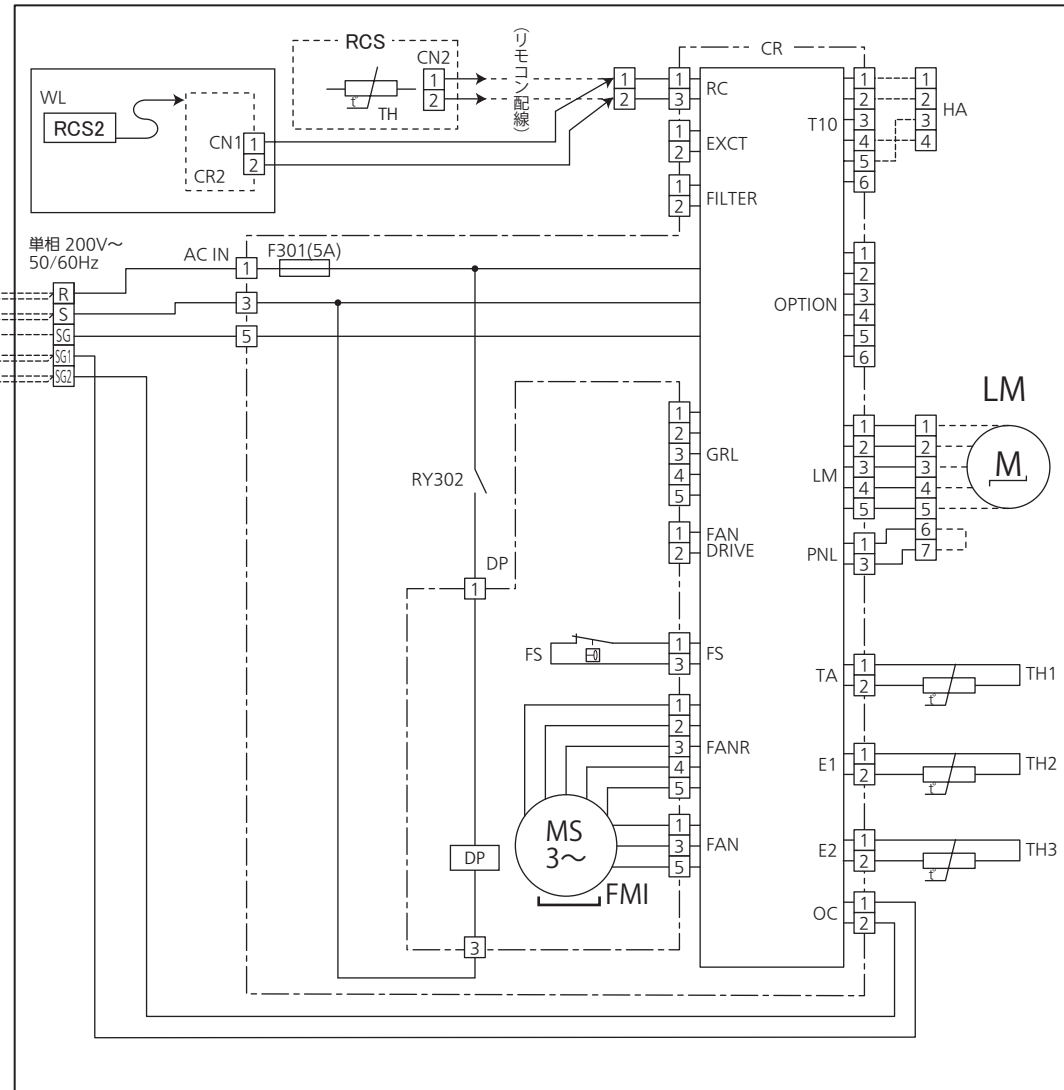 RCS
CN2
1
2
t°
TH
(リモコン配線)
1
2
CR
1
3
RC
1
2
EXCT
1
2
FILTER
WL
RCS2
CN1
1
2
CR2
1
2
3
4
5
6
T10
1
2
3
4
HA
単相 200V～
50/60Hz
AC IN
1
3
5
F301(5A)
R
S
SG
SG1
SG2
1
2
3
4
5
6
OPTION
1
2
3
4
5
GRL
RY302
1
2
FAN
DRIVE
DP
1
LM
1
2
3
4
5
1
2
3
4
5
6
7
LM
M
PNL
1
3
FS
1
3
FS
1
2
3
4
5
FANR
1
3
5
FAN
MS
3～
FMI
DP
3
TA
1
2
t°
TH1
E1
1
2
t°
TH2
E2
1
2
t°
TH3
OC
1
2